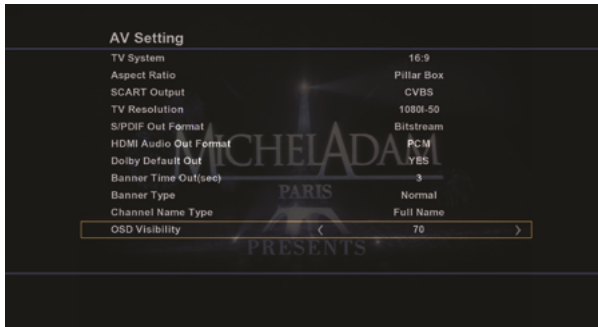 AV Setting
TV System 16:9
Aspect Ratio Pillar Box
SCART Output CVBS
TV Resolution 1080I-50
S/PDIF Out Format Bitstream
HDMI Audio Out Format PCM
Dolby Default Out YES
Banner Time Out(sec) 3
Banner Type Normal
Channel Name Type Full Name
OSD Visibility 70
MICHELADAM
PARIS
PRESENTS